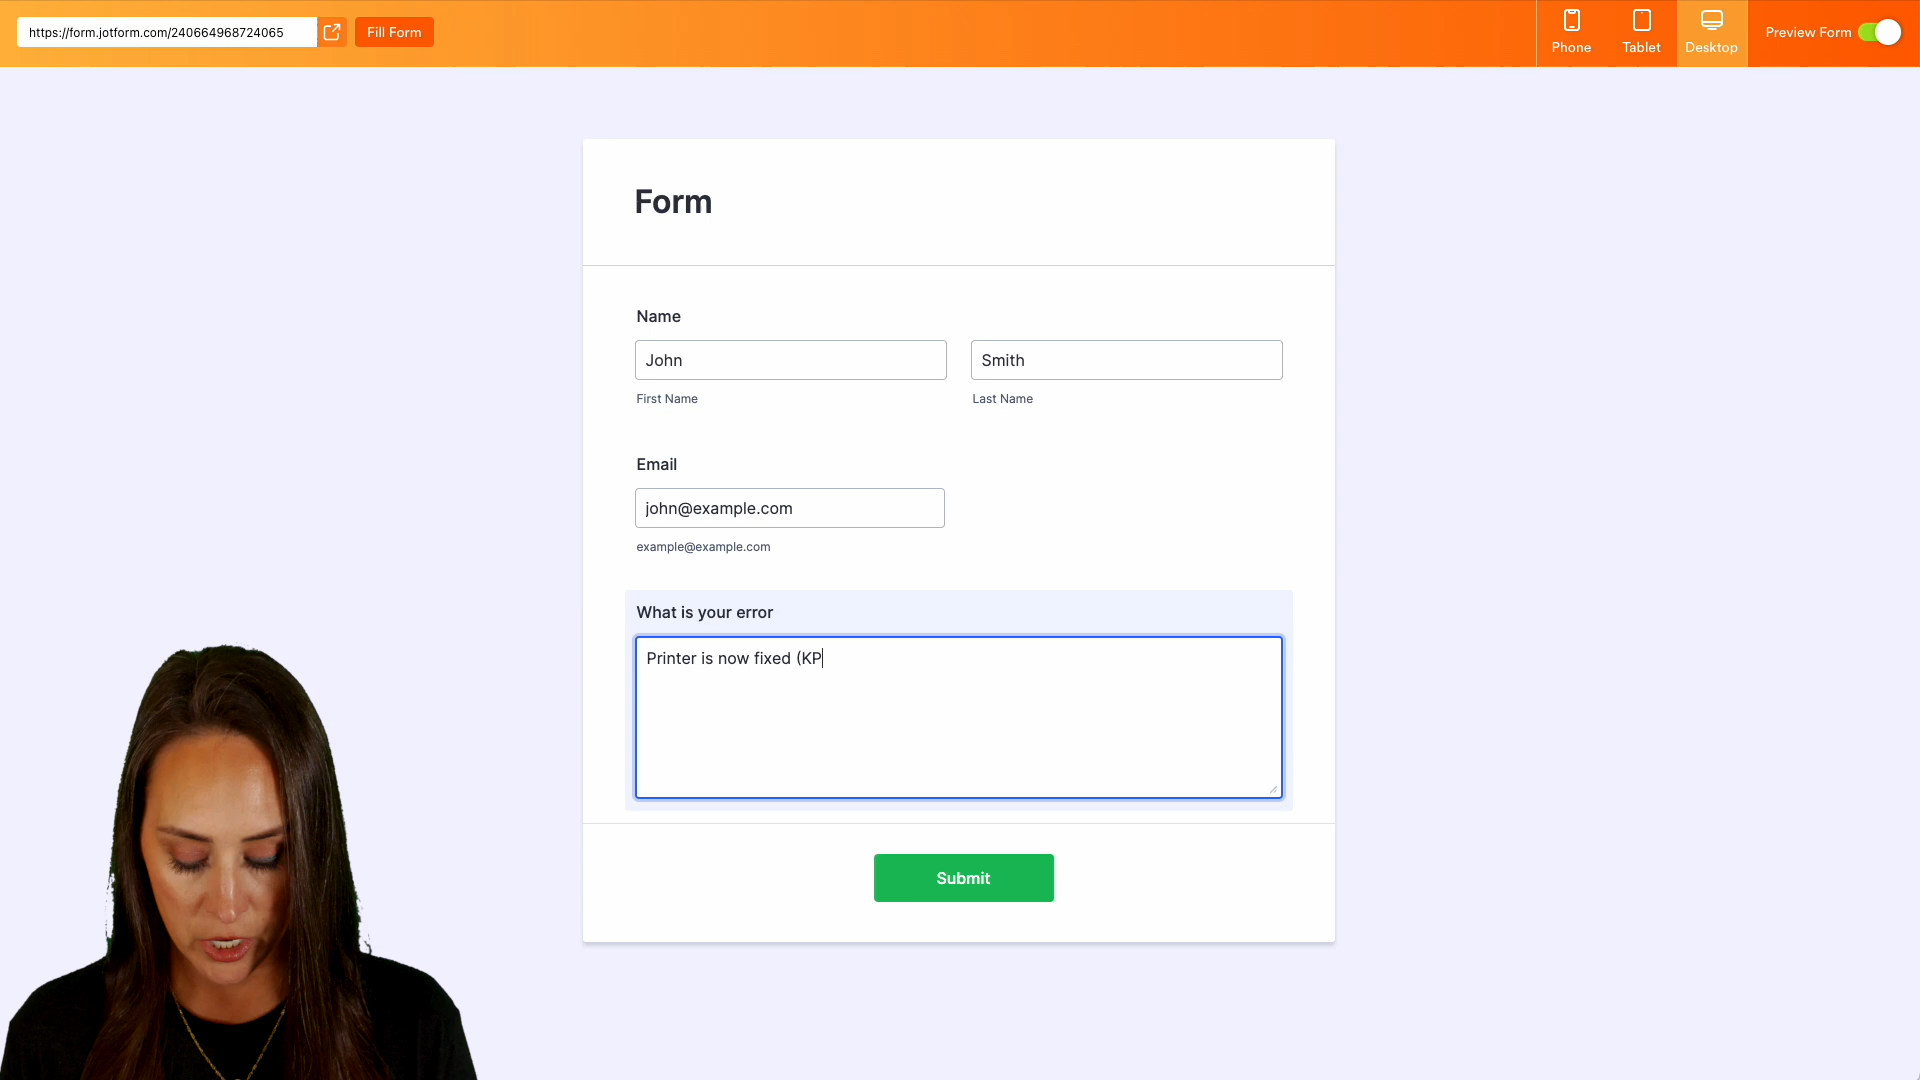 https://form.jotform.com/240664968724065
Fill Form
Phone
Tablet
Desktop
Preview Form
Form
Name
John
Smith
First Name
Last Name
Email
john@example.com
example@example.com
What is your error
Printer is now fixed (KP
Submit